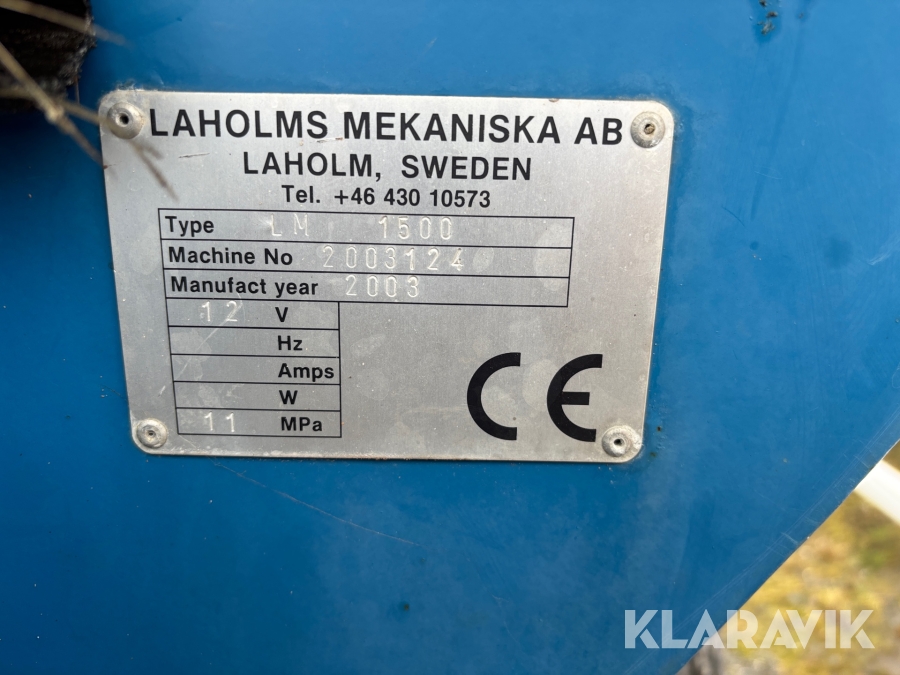 LAHOLMS MEKANISKA AB
LAHOLM, SWEDEN
Tel. +46 430 10573
Type LM 1500
Machine No 2003124
Manufact year 2003
12 V
Hz
Amps
W
11 MPa
CE
KLARAVIK